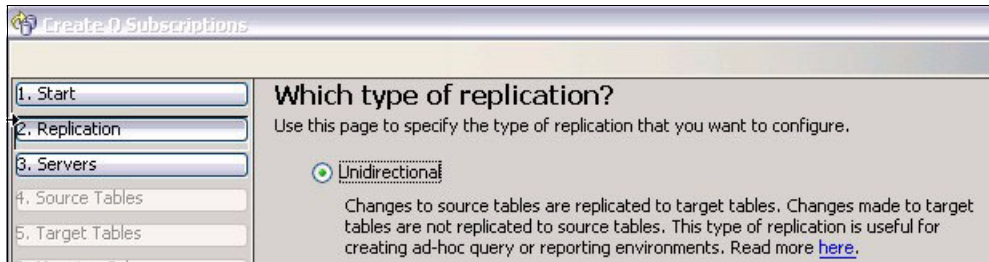 Create Q Subscriptions
1. Start
2. Replication
3. Servers
4. Source Tables
5. Target Tables
Which type of replication?
Use this page to specify the type of replication that you want to configure.
Unidirectional
Changes to source tables are replicated to target tables. Changes made to target
tables are not replicated to source tables. This type of replication is useful for
creating ad-hoc query or reporting environments. Read more here.